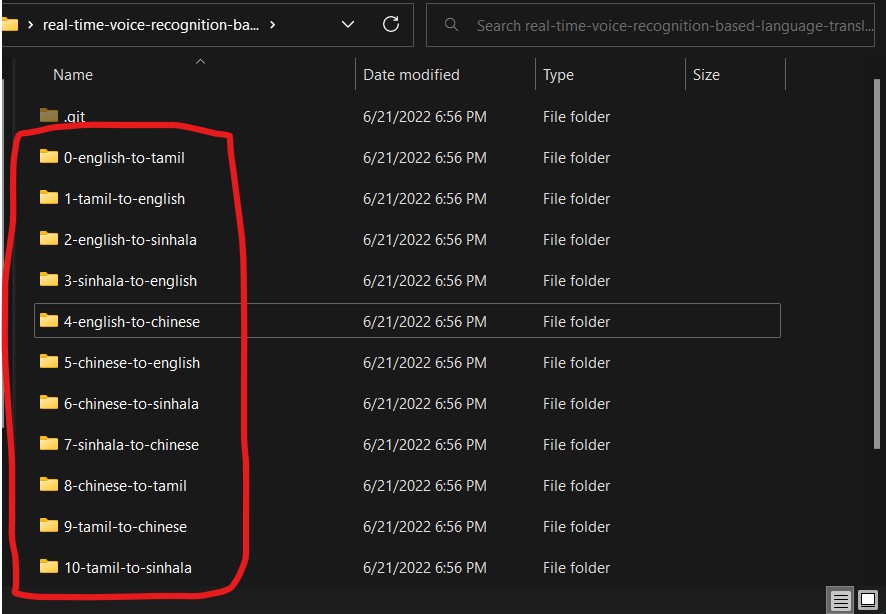 real-time-voice-recognition-ba...
Search real-time-voice-recognition-based-language-transl...
Name Date modified Type Size
.git 6/21/2022 6:56 PM File folder
0-english-to-tamil 6/21/2022 6:56 PM File folder
1-tamil-to-english 6/21/2022 6:56 PM File folder
2-english-to-sinhala 6/21/2022 6:56 PM File folder
3-sinhala-to-english 6/21/2022 6:56 PM File folder
4-english-to-chinese 6/21/2022 6:56 PM File folder
5-chinese-to-english 6/21/2022 6:56 PM File folder
6-chinese-to-sinhala 6/21/2022 6:56 PM File folder
7-sinhala-to-chinese 6/21/2022 6:56 PM File folder
8-chinese-to-tamil 6/21/2022 6:56 PM File folder
9-tamil-to-chinese 6/21/2022 6:56 PM File folder
10-tamil-to-sinhala 6/21/2022 6:56 PM File folder